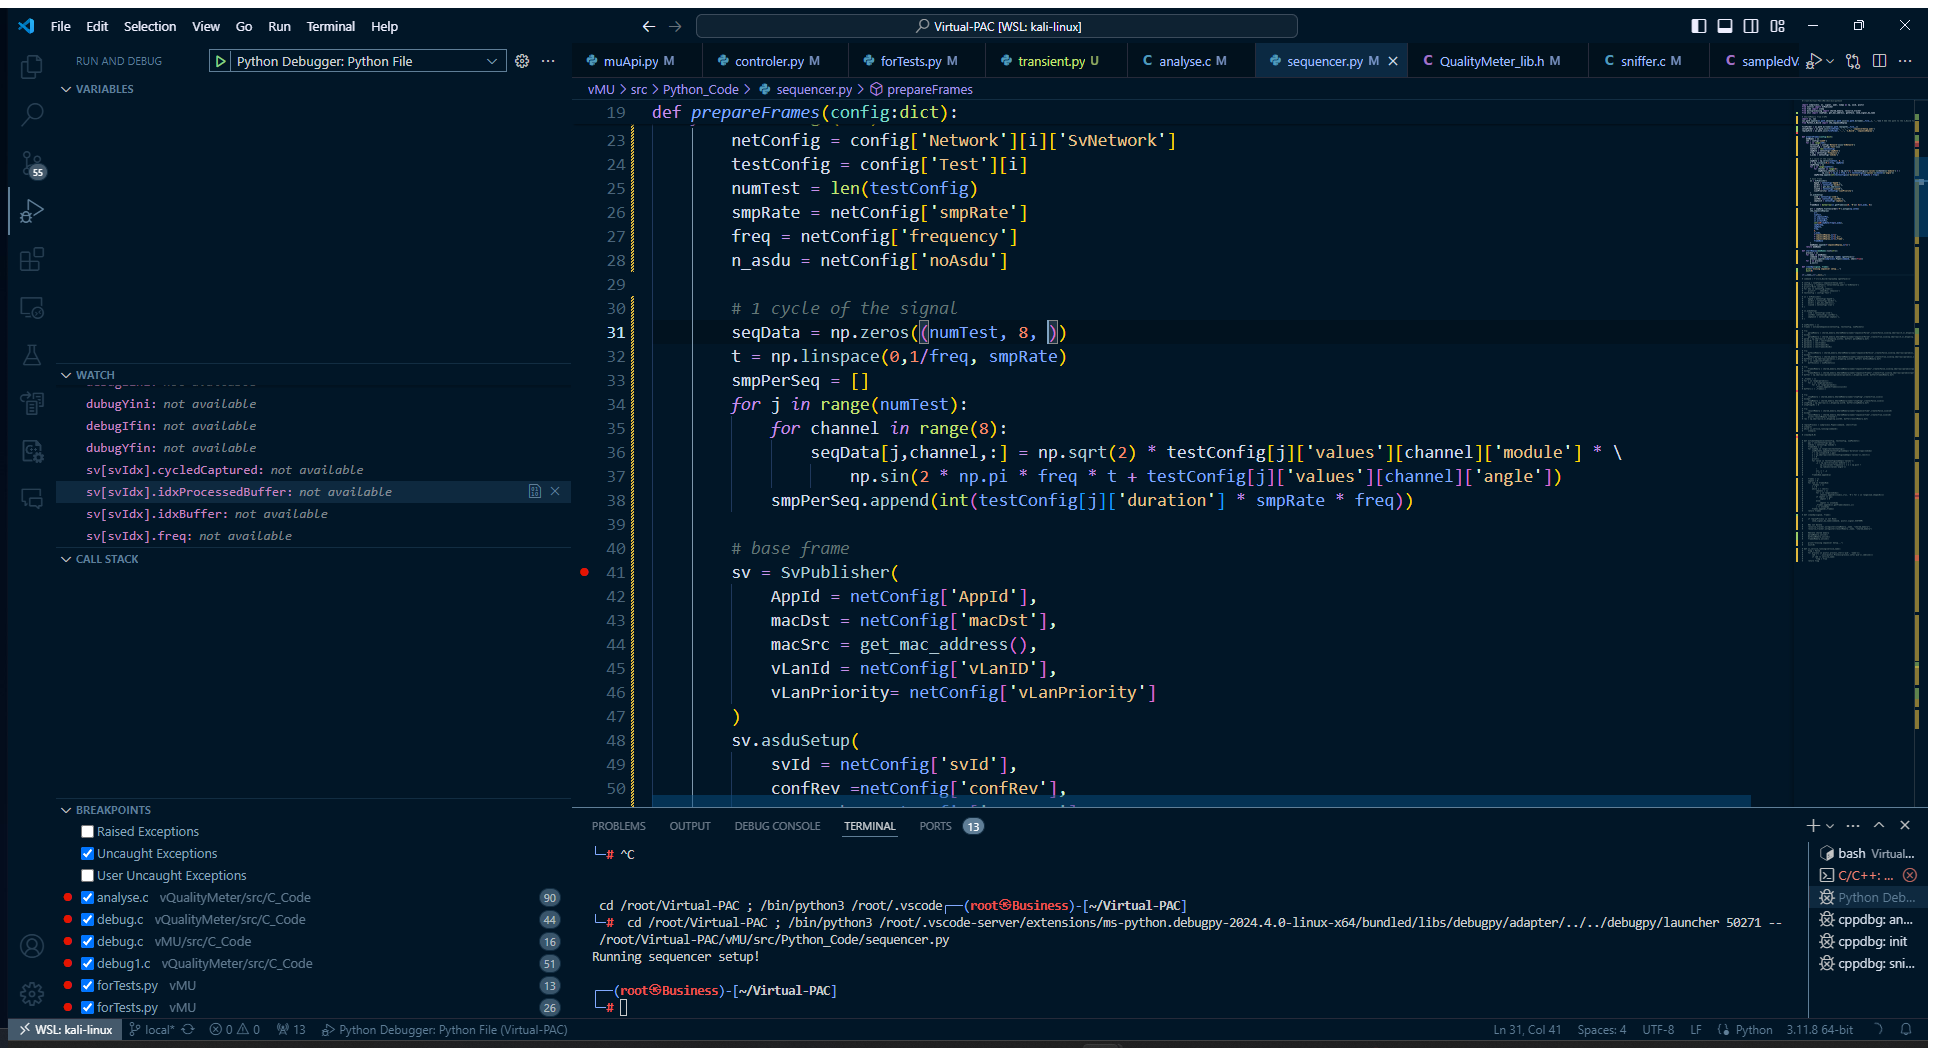 File Edit Selection View Go Run Terminal Help
Virtual-PAC [WSL: kali-linux]
RUN AND DEBUG
Python Debugger: Python File
muApi.py M
controler.py M
forTests.py M
transient.py U
analyse.c M
sequencer.py M
QualityMeter_lib.h M
sniffer.c M
sampledV
vMU > src > Python_Code > sequencer.py > prepareFrames
VARIABLES
55
WATCH
dubugYini: not available
debugIfin: not available
dubugYfin: not available
sv[svIdx].cycledCaptured: not available
sv[svIdx].idxProcessedBuffer: not available
sv[svIdx].idxBuffer: not available
sv[svIdx].freq: not available
CALL STACK
BREAKPOINTS
Raised Exceptions
Uncaught Exceptions
User Uncaught Exceptions
analyse.c vQualityMeter/src/C_Code 90
debug.c vQualityMeter/src/C_Code 44
debug.c vMU/src/C_Code 16
debug1.c vQualityMeter/src/C_Code 51
forTests.py vMU 13
forTests.py vMU 26
19 def prepareFrames(config:dict):
23 netConfig = config['Network'][i]['SvNetwork']
24 testConfig = config['Test'][i]
25 numTest = len(testConfig)
26 smpRate = netConfig['smpRate']
27 freq = netConfig['frequency']
28 n_asdu = netConfig['noAsdu']
29
30 # 1 cycle of the signal
31 seqData = np.zeros((numTest, 8, ))
32 t = np.linspace(0,1/freq, smpRate)
33 smpPerSeq = []
34 for j in range(numTest):
35 for channel in range(8):
36 seqData[j,channel,:] = np.sqrt(2) * testConfig[j]['values'][channel]['module'] * \
37 np.sin(2 * np.pi * freq * t + testConfig[j]['values'][channel]['angle'])
38 smpPerSeq.append(int(testConfig[j]['duration'] * smpRate * freq))
39
40 # base frame
41 sv = SvPublisher(
42 AppId = netConfig['AppId'],
43 macDst = netConfig['macDst'],
44 macSrc = get_mac_address(),
45 vLanId = netConfig['vLanID'],
46 vLanPriority= netConfig['vLanPriority']
47 )
48 sv.asduSetup(
49 svId = netConfig['svId'],
50 confRev =netConfig['confRev'],
PROBLEMS OUTPUT DEBUG CONSOLE TERMINAL PORTS 13
└─# ^C
cd /root/Virtual-PAC ; /bin/python3 /root/.vscode┌──(root㉿Business)-[~/Virtual-PAC]
└─# cd /root/Virtual-PAC ; /bin/python3 /root/.vscode-server/extensions/ms-python.debugpy-2024.4.0-linux-x64/bundled/libs/debugpy/adapter/../../debugpy/launcher 50271 --
/root/Virtual-PAC/vMU/src/Python_Code/sequencer.py
Running sequencer setup!
┌──(root㉿Business)-[~/Virtual-PAC]
└─#
bash Virtual...
C/C++: ...
Python Deb...
cppdbg: an...
cppdbg: init
cppdbg: sni...
WSL: kali-linux local* 0 0 13 Python Debugger: Python File (Virtual-PAC)
Ln 31, Col 41 Spaces: 4 UTF-8 LF Python 3.11.8 64-bit